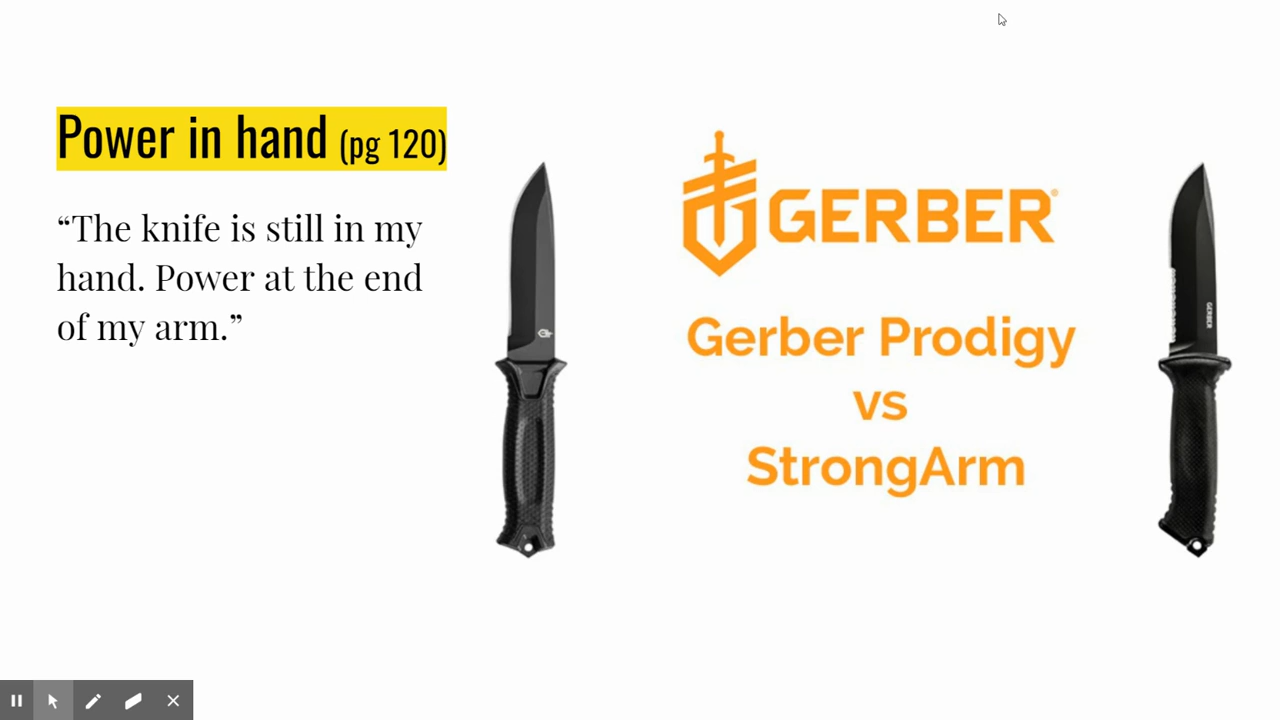 Power in hand (pg 120)
“The knife is still in my
hand. Power at the end
of my arm.”
GERBER®
Gerber Prodigy
vs
StrongArm
GERBER